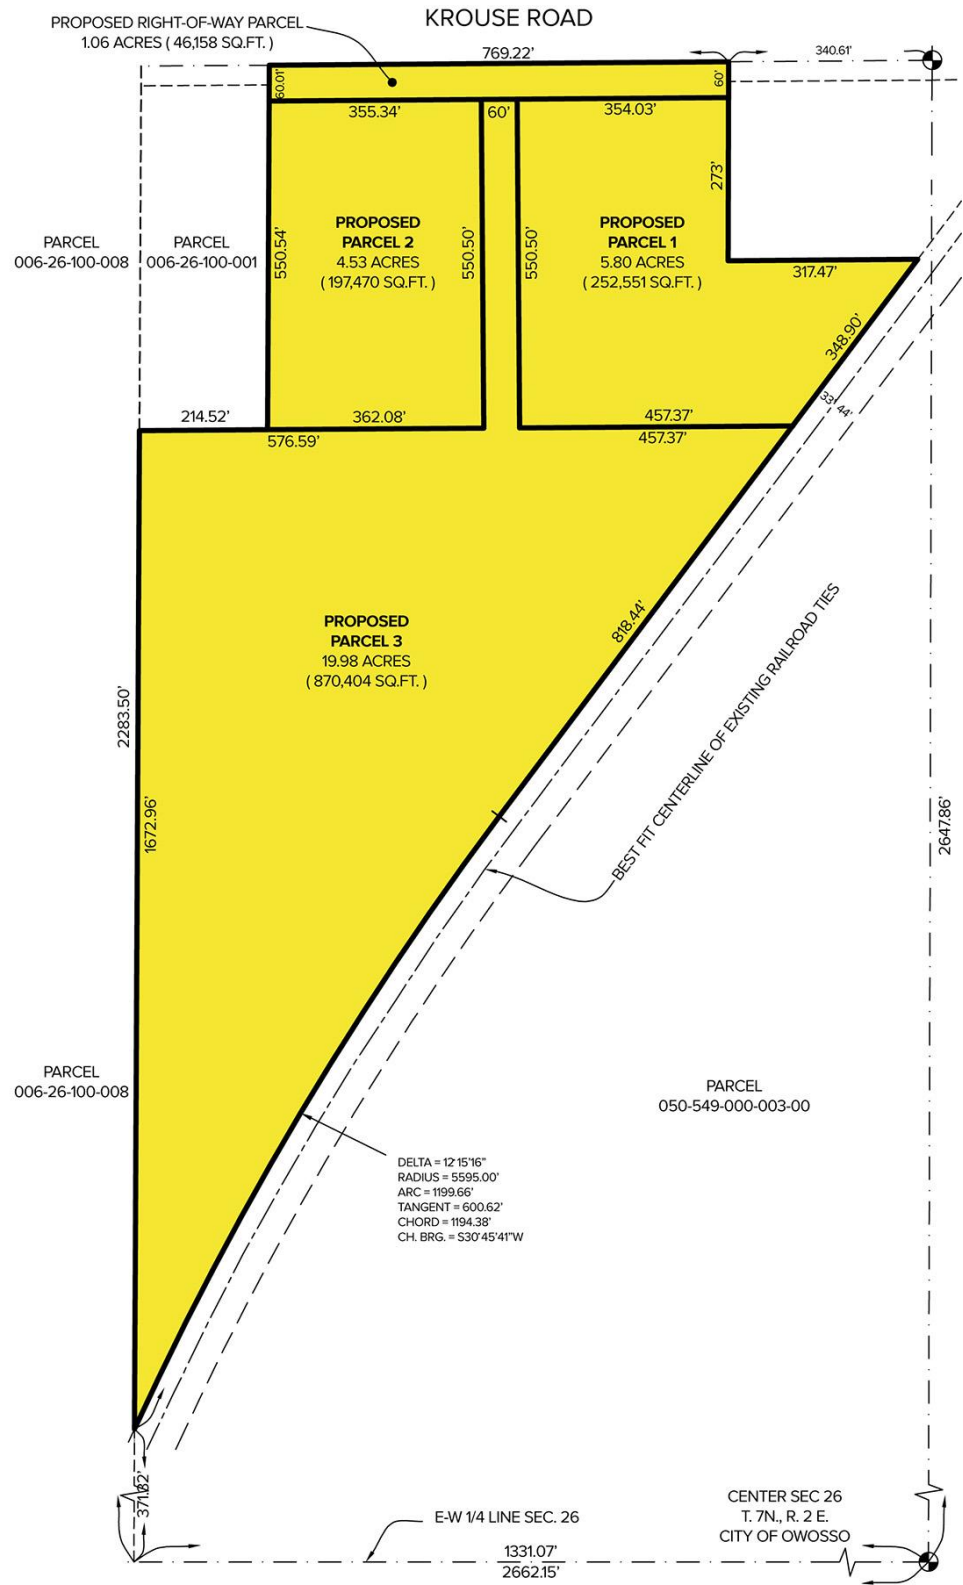 KROUSE ROAD
PROPOSED RIGHT-OF-WAY PARCEL
1.06 ACRES ( 46,158 SQ.FT. )
769.22'
340.61'
60.01'
60'
355.34'
60'
354.03'
273'
PARCEL
006-26-100-008
PARCEL
006-26-100-001
550.54'
PROPOSED
PARCEL 2
4.53 ACRES
( 197,470 SQ.FT. )
550.50'
550.50'
PROPOSED
PARCEL 1
5.80 ACRES
( 252,551 SQ.FT. )
317.47'
348.90'
33'
44'
214.52'
362.08'
457.37'
576.59'
457.37'
PROPOSED
PARCEL 3
19.98 ACRES
( 870,404 SQ.FT. )
818.44'
BEST FIT CENTERLINE OF EXISTING RAILROAD TIES
2283.50'
1672.96'
2647.86'
PARCEL
006-26-100-008
PARCEL
050-549-000-003-00
DELTA = 12°15'16"
RADIUS = 5595.00'
ARC = 1199.66'
TANGENT = 600.62'
CHORD = 1194.38'
CH. BRG. = S30°45'41"W
371.82'
E-W 1/4 LINE SEC. 26
CENTER SEC 26
T. 7N., R. 2 E.
CITY OF OWOSSO
1331.07'
2662.15'